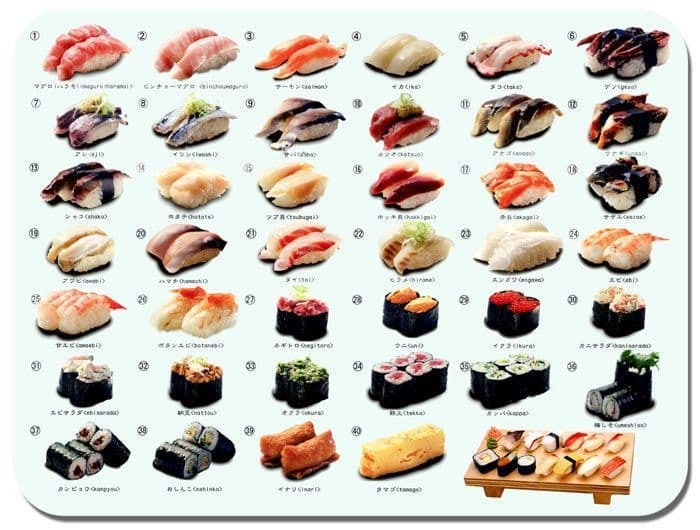 ① ② ③ ④ ⑤ ⑥
マグロ(ハラモ)(maguro harama) ビンチョーマグロ (binchoumaguro) サーモン(salmon) イカ(ika) タコ(tako) ゲソ(geso)
⑦ ⑧ ⑨ ⑩ ⑪ ⑫
アジ(aji) イワシ(iwashi) サバ(saba) カツオ(katsuo) アナゴ(anago) ウナギ(unagi)
⑬ ⑭ ⑮ ⑯ ⑰ ⑱
シャコ(shako) ホタテ(hotate) ツブ貝(tsubugai) ホッキ貝(hokkigai) 赤貝(akagai) サザエ(sazae)
⑲ ⑳ ㉑ ㉒ ㉓ ㉔
アワビ(awabi) ハマチ(hamachi) タイ(tai) ヒラメ(hirame) エンガワ(engawa) エビ(ebi)
㉕ ㉖ ㉗ ㉘ ㉙ ㉚
甘エビ(amaebi) ボタンエビ(botanebi) ネギトロ(negitoro) ウニ(uni) イクラ(ikura) カニサラダ(kanisarada)
㉛ ㉜ ㉝ ㉞ ㉟ ㊱
エビサラダ(ebisarada) 納豆(nattou) オクラ(okura) 鉄火(tekka) カッパ(kappa) 梅しそ(umeshiso)
㊲ ㊳ ㊴ ㊵
カンピョウ(kanpyou) おしんこ(oshinko) イナリ(inari) タマゴ(tamago)